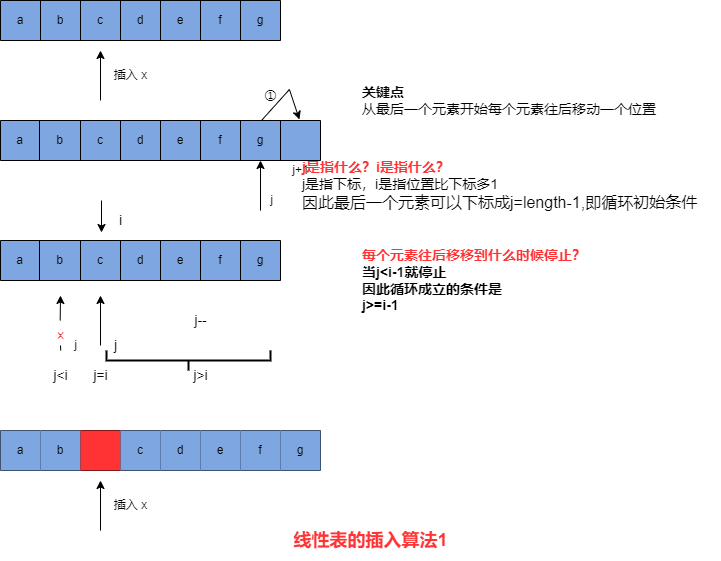 a b c d e f g
插入 x
①
关键点
从最后一个元素开始每个元素往后移动一个位置
a b c d e f g
j是指什么？i是指什么？
j是指下标，i是指位置比下标多1
因此最后一个元素可以下标成j=length-1,即循环初始条件
j
i
a b c d e f g
每个元素往后移移到什么时候停止？
当j<i-1就停止
因此循环成立的条件是
j>=i-1
j--
x
j
j
j<i
j=i
j>i
a b c d e f g
插入 x
线性表的插入算法1